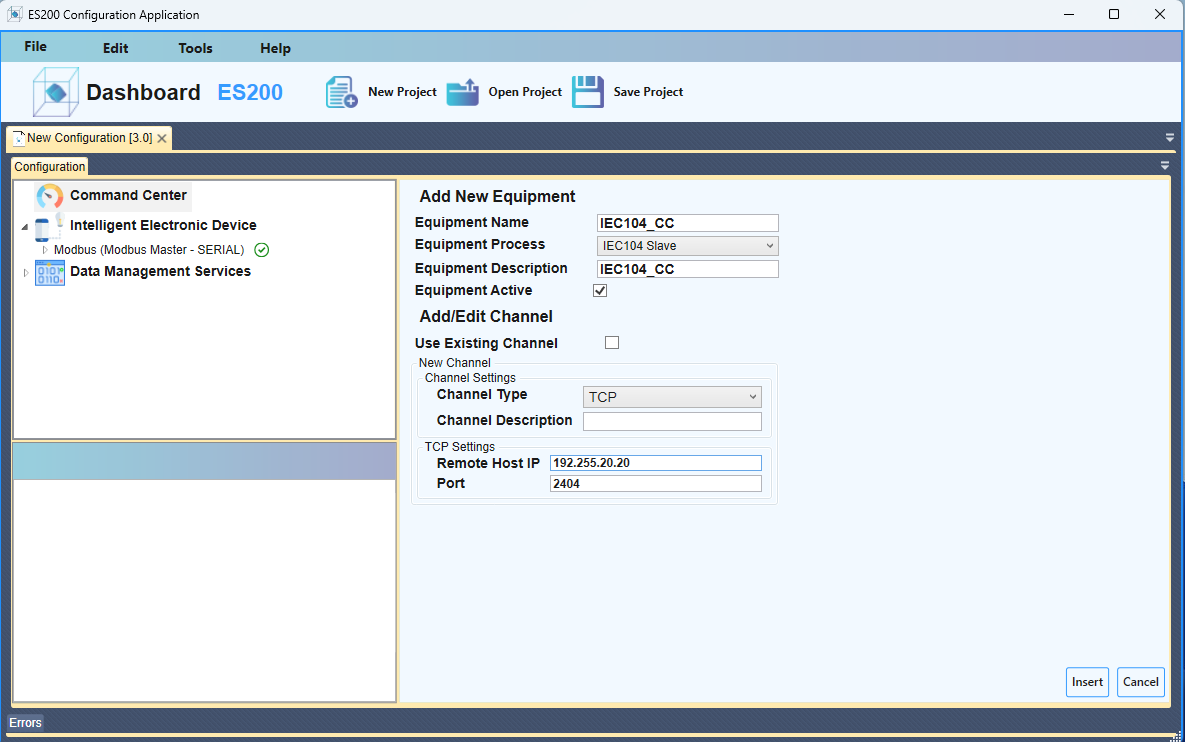 ES200 Configuration Application
File Edit Tools Help
Dashboard ES200 New Project Open Project Save Project
New Configuration [3.0]
Configuration
Command Center
Intelligent Electronic Device
Modbus (Modbus Master - SERIAL)
Data Management Services
Add New Equipment
Equipment Name IEC104_CC
Equipment Process IEC104 Slave
Equipment Description IEC104_CC
Equipment Active
Add/Edit Channel
Use Existing Channel
New Channel
Channel Settings
Channel Type TCP
Channel Description
TCP Settings
Remote Host IP 192.255.20.20
Port 2404
Insert Cancel
Errors